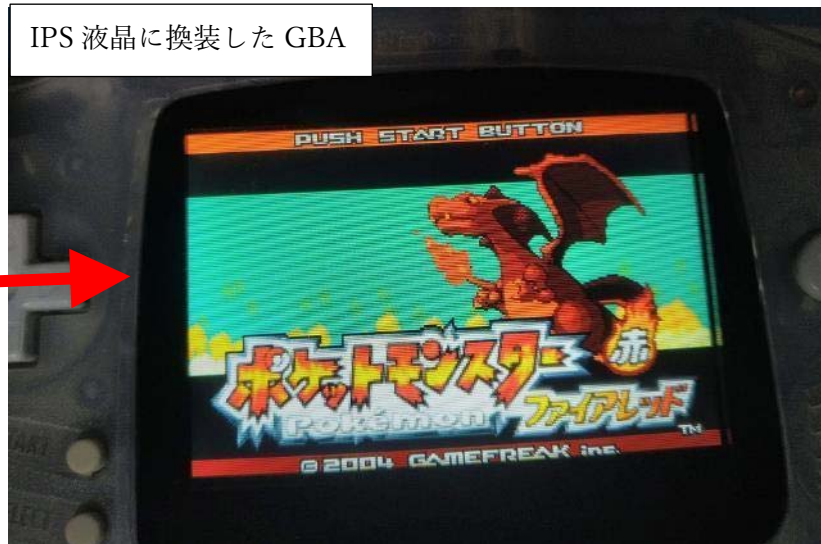 IPS 液晶に換装した GBA
PUSH START BUTTON
ポケットモンスター
赤
Pokémon
ファイアレッド
TM
© 2004 GAMEFREAK inc.